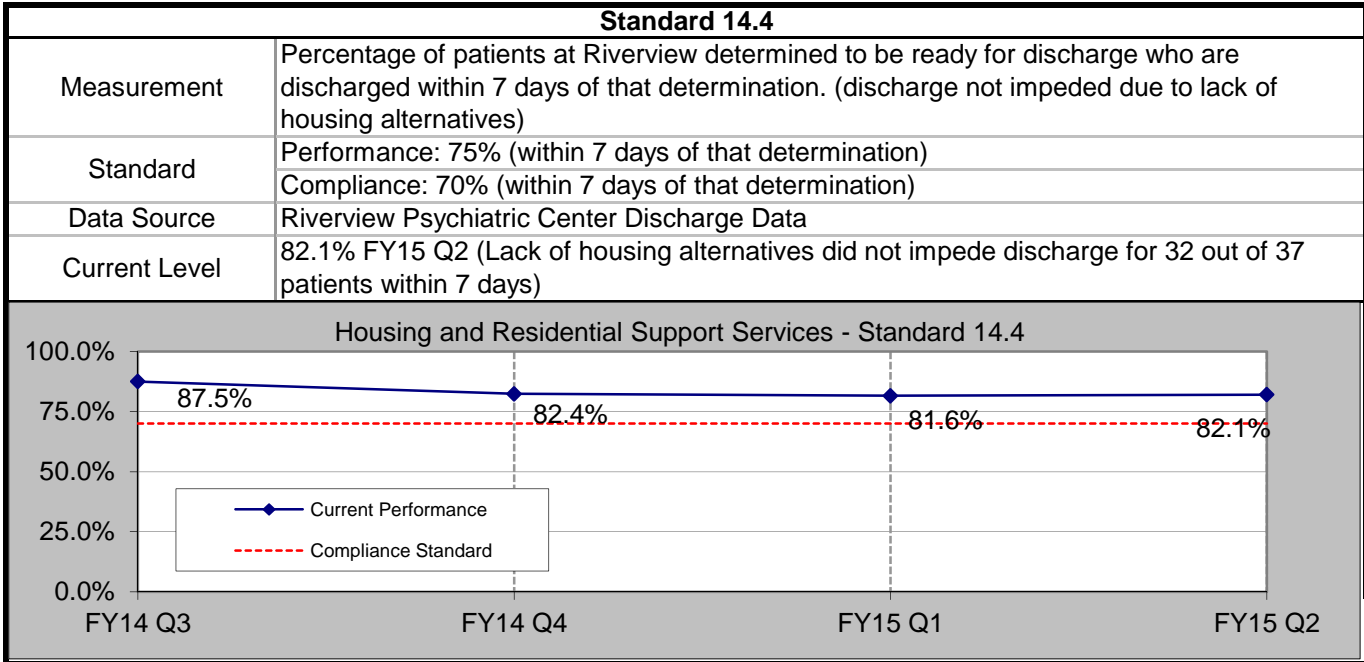 Standard 14.4
Measurement
Percentage of patients at Riverview determined to be ready for discharge who are
discharged within 7 days of that determination. (discharge not impeded due to lack of
housing alternatives)
Standard
Performance: 75% (within 7 days of that determination)
Compliance: 70% (within 7 days of that determination)
Data Source
Riverview Psychiatric Center Discharge Data
Current Level
82.1% FY15 Q2 (Lack of housing alternatives did not impede discharge for 32 out of 37
patients within 7 days)
Housing and Residential Support Services - Standard 14.4
100.0%
75.0%
50.0%
25.0%
0.0%
87.5%
82.4%
81.6%
82.1%
Current Performance
Compliance Standard
FY14 Q3
FY14 Q4
FY15 Q1
FY15 Q2